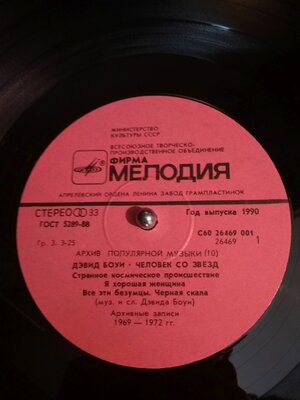 МИНИСТЕРСТВО
КУЛЬТУРЫ СССР
ВСЕСОЮЗНОЕ ТВОРЧЕСКО-
ПРОИЗВОДСТВЕННОЕ ОБЪЕДИНЕНИЕ
ФИРМА
МЕЛОДИЯ
АПРЕЛЕВСКИЙ ОРДЕНА ЛЕНИНА ЗАВОД ГРАМПЛАСТИНОК
СТЕРЕО 33
ГОСТ 5289-88
Год выпуска 1990
Гр. 3. 3-25
С60 26469 001
26469 1
АРХИВ ПОПУЛЯРНОЙ МУЗЫКИ (10)
ДЭВИД БОУИ - ЧЕЛОВЕК СО ЗВЕЗД
Странное космическое происшествие
Я хорошая женщина
Все эти безумцы. Черная скала
(муз. и сл. Дэвида Боуи)
Архивные записи
1969 — 1972 гг.